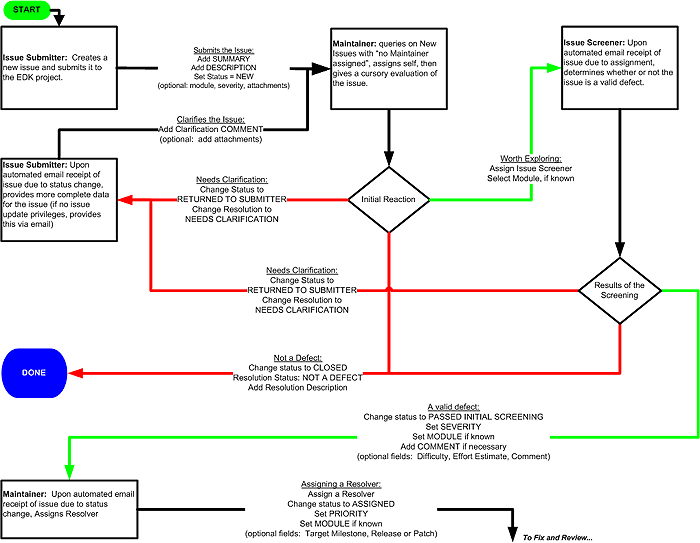 START
Issue Submitter: Creates a
new issue and submits it to
the EDK project.
Submits the Issue:
Add SUMMARY
Add DESCRIPTION
Set Status = NEW
(optional: module, severity, attachments)
Maintainer: queries on New
Issues with “no Maintainer
assigned”, assigns self, then
gives a cursory evaluation of
the issue.
Issue Screener: Upon
automated email receipt of
issue due to assignment,
determines whether or not the
issue is a valid defect.
Clarifies the Issue:
Add Clarification COMMENT
(optional: add attachments)
Issue Submitter: Upon
automated email receipt of
issue due to status change,
provides more complete data
for the issue (if no issue
update privileges, provides
this via email)
Needs Clarification:
Change Status to
RETURNED TO SUBMITTER
Change Resolution to
NEEDS CLARIFICATION
Initial Reaction
Worth Exploring:
Assign Issue Screener
Select Module, if known
Needs Clarification:
Change Status to
RETURNED TO SUBMITTER
Change Resolution to
NEEDS CLARIFICATION
Results of the
Screening
DONE
Not a Defect:
Change status to CLOSED
Resolution Status: NOT A DEFECT
Add Resolution Description
A valid defect:
Change status to PASSED INITIAL SCREENING
Set SEVERITY
Set MODULE if known
Add COMMENT if necessary
(optional fields: Difficulty, Effort Estimate, Comment)
Maintainer: Upon automated email
receipt of issue due to status
change, Assigns Resolver
Assigning a Resolver:
Assign a Resolver
Change status to ASSIGNED
Set PRIORITY
Set MODULE if known
(optional fields: Target Milestone, Release or Patch)
To Fix and Review...